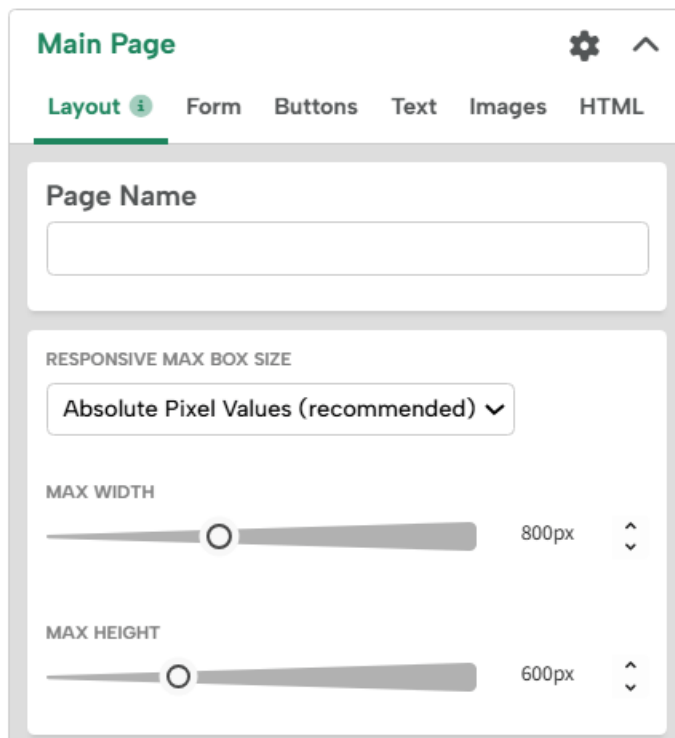 Main Page
Layout i Form Buttons Text Images HTML
Page Name
RESPONSIVE MAX BOX SIZE
Absolute Pixel Values (recommended)
MAX WIDTH
800px
MAX HEIGHT
600px